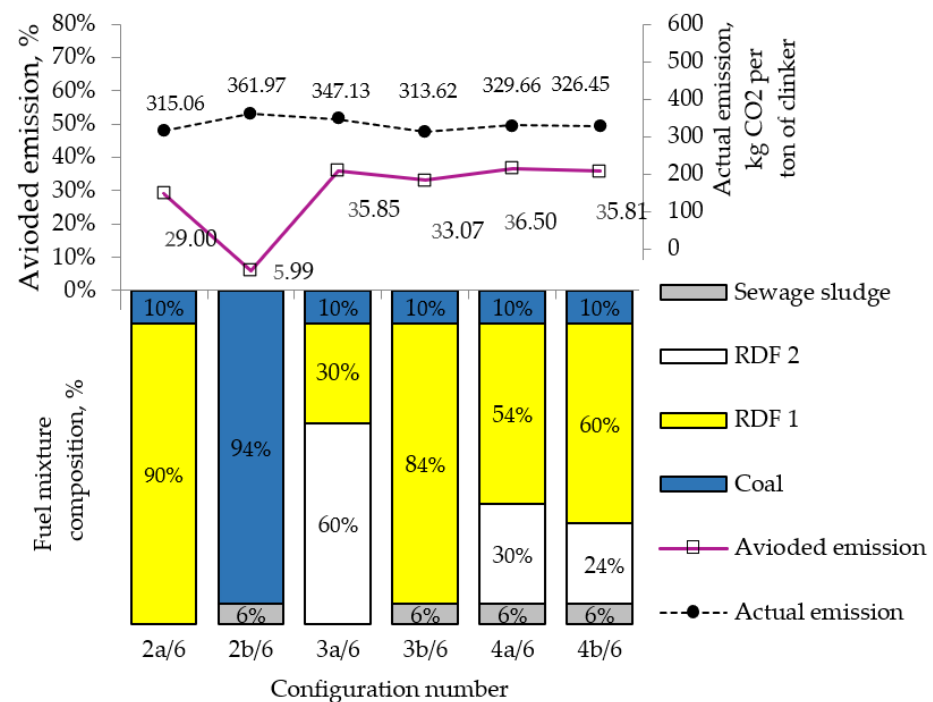 Avioded emission, %
80%
70%
60%
50%
40%
30%
20%
10%
0%
600
500
400
300
200
100
0
Actual emission,
kg CO2 per
ton of clinker
315.06
361.97
347.13
313.62
329.66
326.45
29.00
5.99
35.85
33.07
36.50
35.81
Fuel mixture
composition, %
10%
10%
10%
10%
10%
90%
94%
30%
84%
54%
60%
60%
30%
24%
6%
6%
6%
6%
2a/6
2b/6
3a/6
3b/6
4a/6
4b/6
Configuration number
Sewage sludge
RDF 2
RDF 1
Coal
Avioded emission
Actual emission